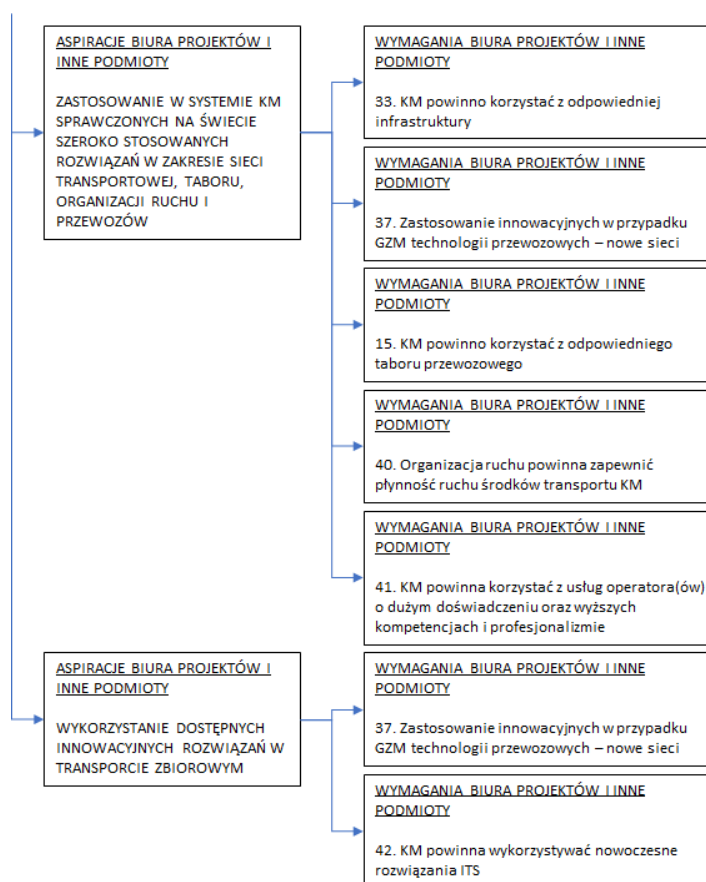 ASPIRACJE BIURA PROJEKTÓW I
INNE PODMIOTY
ZASTOSOWANIE W SYSTEMIE KM
SPRAWCZONYCH NA ŚWIECIE
SZEROKO STOSOWANYCH
ROZWIĄZAŃ W ZAKRESIE SIECI
TRANSPORTOWEJ, TABORU,
ORGANIZACJI RUCHU I
PRZEWOZÓW
WYMAGANIA BIURA PROJEKTÓW I INNE
PODMIOTY
33. KM powinno korzystać z odpowiedniej
infrastruktury
WYMAGANIA BIURA PROJEKTÓW I INNE
PODMIOTY
37. Zastosowanie innowacyjnych w przypadku
GZM technologii przewozowych – nowe sieci
WYMAGANIA BIURA PROJEKTÓW I INNE
PODMIOTY
15. KM powinno korzystać z odpowiedniego
taboru przewozowego
WYMAGANIA BIURA PROJEKTÓW I INNE
PODMIOTY
40. Organizacja ruchu powinna zapewnić
płynność ruchu środków transportu KM
WYMAGANIA BIURA PROJEKTÓW I INNE
PODMIOTY
41. KM powinna korzystać z usług operatora(ów)
o dużym doświadczeniu oraz wyższych
kompetencjach i profesjonalizmie
ASPIRACJE BIURA PROJEKTÓW I
INNE PODMIOTY
WYKORZYSTANIE DOSTĘPNYCH
INNOWACYJNYCH ROZWIĄZAŃ W
TRANSPORCIE ZBIOROWYM
WYMAGANIA BIURA PROJEKTÓW I INNE
PODMIOTY
37. Zastosowanie innowacyjnych w przypadku
GZM technologii przewozowych – nowe sieci
WYMAGANIA BIURA PROJEKTÓW I INNE
PODMIOTY
42. KM powinna wykorzystywać nowoczesne
rozwiązania ITS